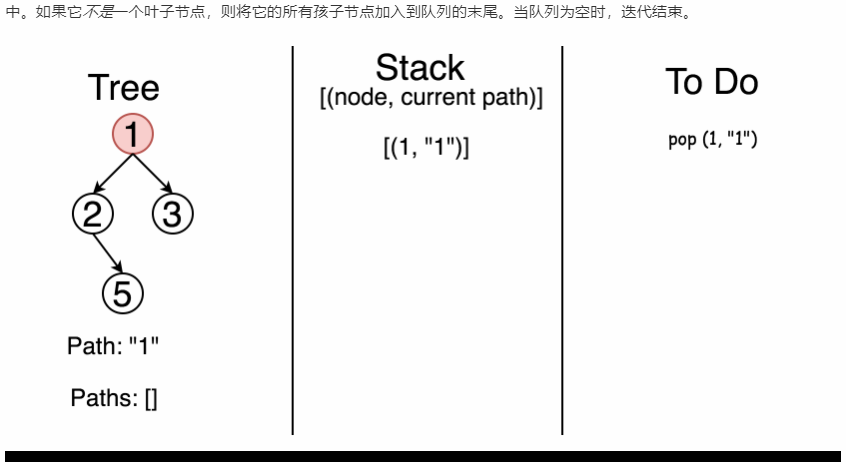 中。如果它不是一个叶子节点，则将它的所有孩子节点加入到队列的末尾。当队列为空时，迭代结束。
Tree
1
2
3
5
Path: "1"
Paths: []
Stack
[(node, current path)]
[(1, "1")]
To Do
pop (1, "1")